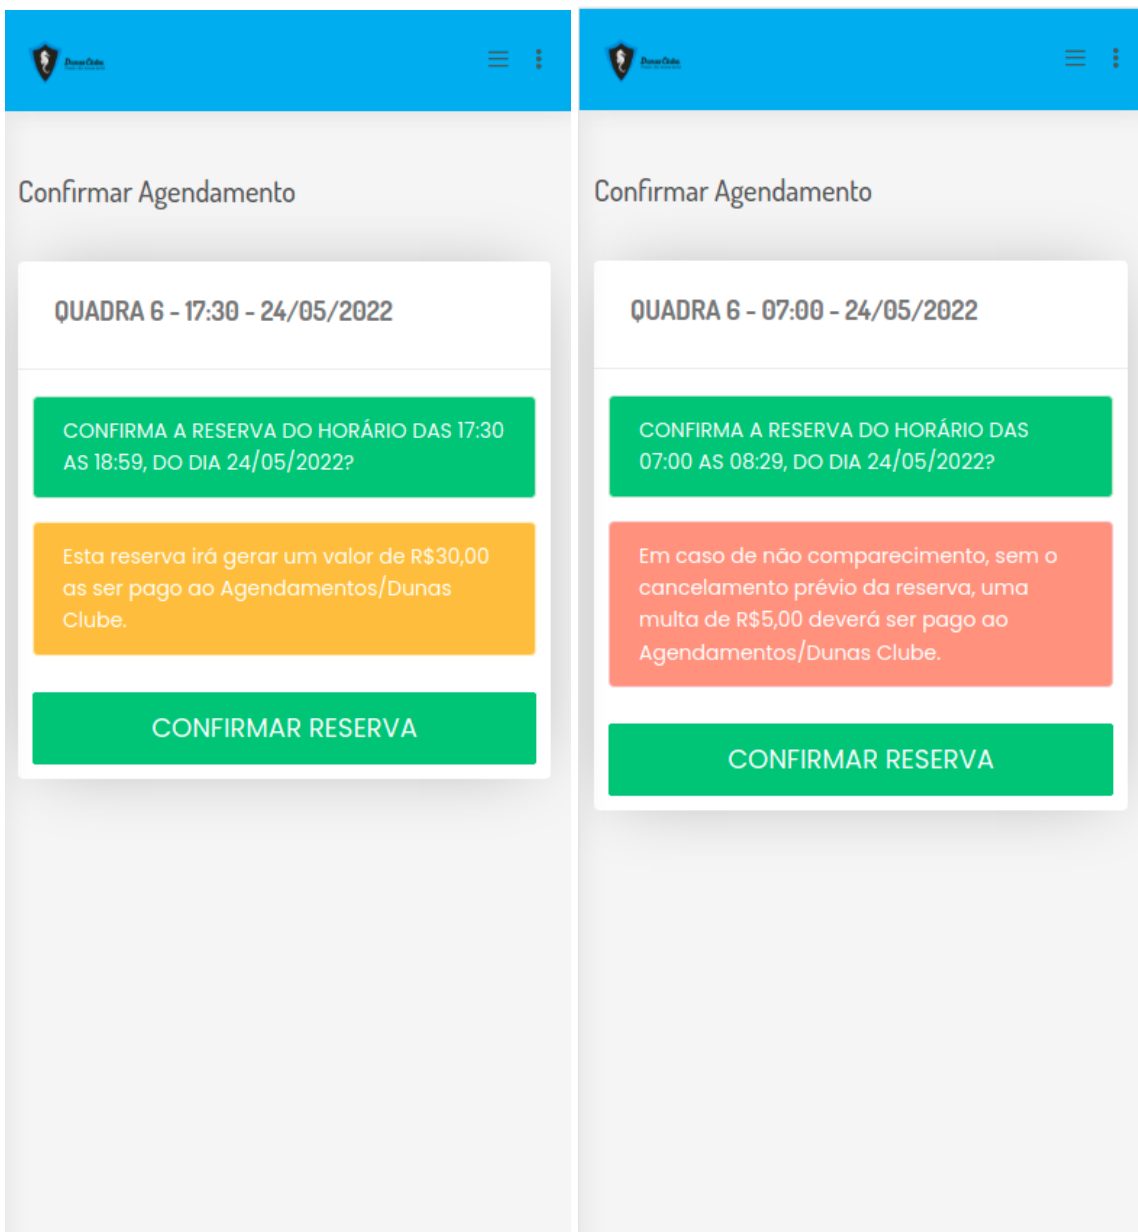 Dunas Clube
Confirmar Agendamento
QUADRA 6 - 17:30 - 24/05/2022
CONFIRMA A RESERVA DO HORÁRIO DAS 17:30
AS 18:59, DO DIA 24/05/2022?
Esta reserva irá gerar um valor de R$30,00
as ser pago ao Agendamentos/Dunas
Clube.
CONFIRMAR RESERVA
Dunas Clube
Confirmar Agendamento
QUADRA 6 - 07:00 - 24/05/2022
CONFIRMA A RESERVA DO HORÁRIO DAS
07:00 AS 08:29, DO DIA 24/05/2022?
Em caso de não comparecimento, sem o
cancelamento prévio da reserva, uma
multa de R$5,00 deverá ser pago ao
Agendamentos/Dunas Clube.
CONFIRMAR RESERVA